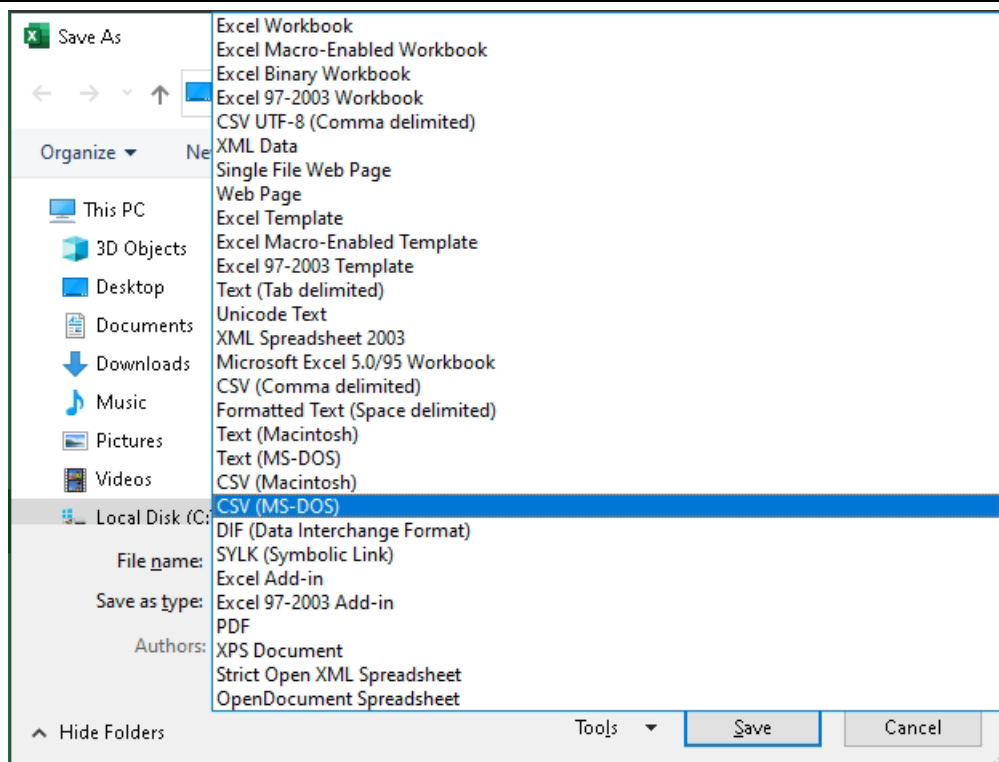 Save As
Organize
Ne
This PC
3D Objects
Desktop
Documents
Downloads
Music
Pictures
Videos
Local Disk (C:
Excel Workbook
Excel Macro-Enabled Workbook
Excel Binary Workbook
Excel 97-2003 Workbook
CSV UTF-8 (Comma delimited)
XML Data
Single File Web Page
Web Page
Excel Template
Excel Macro-Enabled Template
Excel 97-2003 Template
Text (Tab delimited)
Unicode Text
XML Spreadsheet 2003
Microsoft Excel 5.0/95 Workbook
CSV (Comma delimited)
Formatted Text (Space delimited)
Text (Macintosh)
Text (MS-DOS)
CSV (Macintosh)
CSV (MS-DOS)
DIF (Data Interchange Format)
SYLK (Symbolic Link)
Excel Add-in
Excel 97-2003 Add-in
PDF
XPS Document
Strict Open XML Spreadsheet
OpenDocument Spreadsheet
File name:
Save as type:
Authors:
Hide Folders
Tools
Save
Cancel